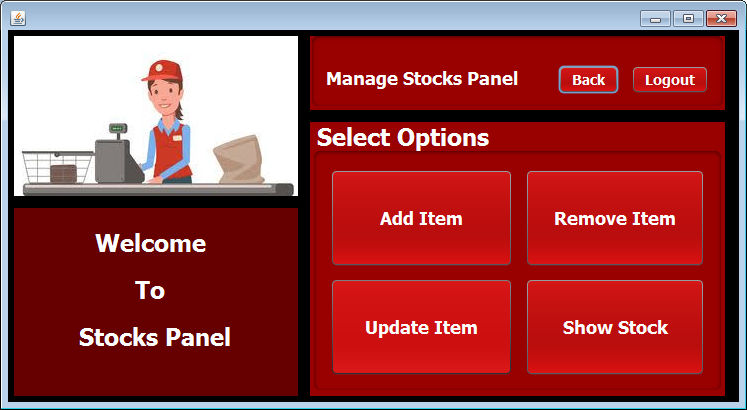 Manage Stocks Panel
Back
Logout
Select Options
Add Item
Remove Item
Update Item
Show Stock
Welcome
To
Stocks Panel